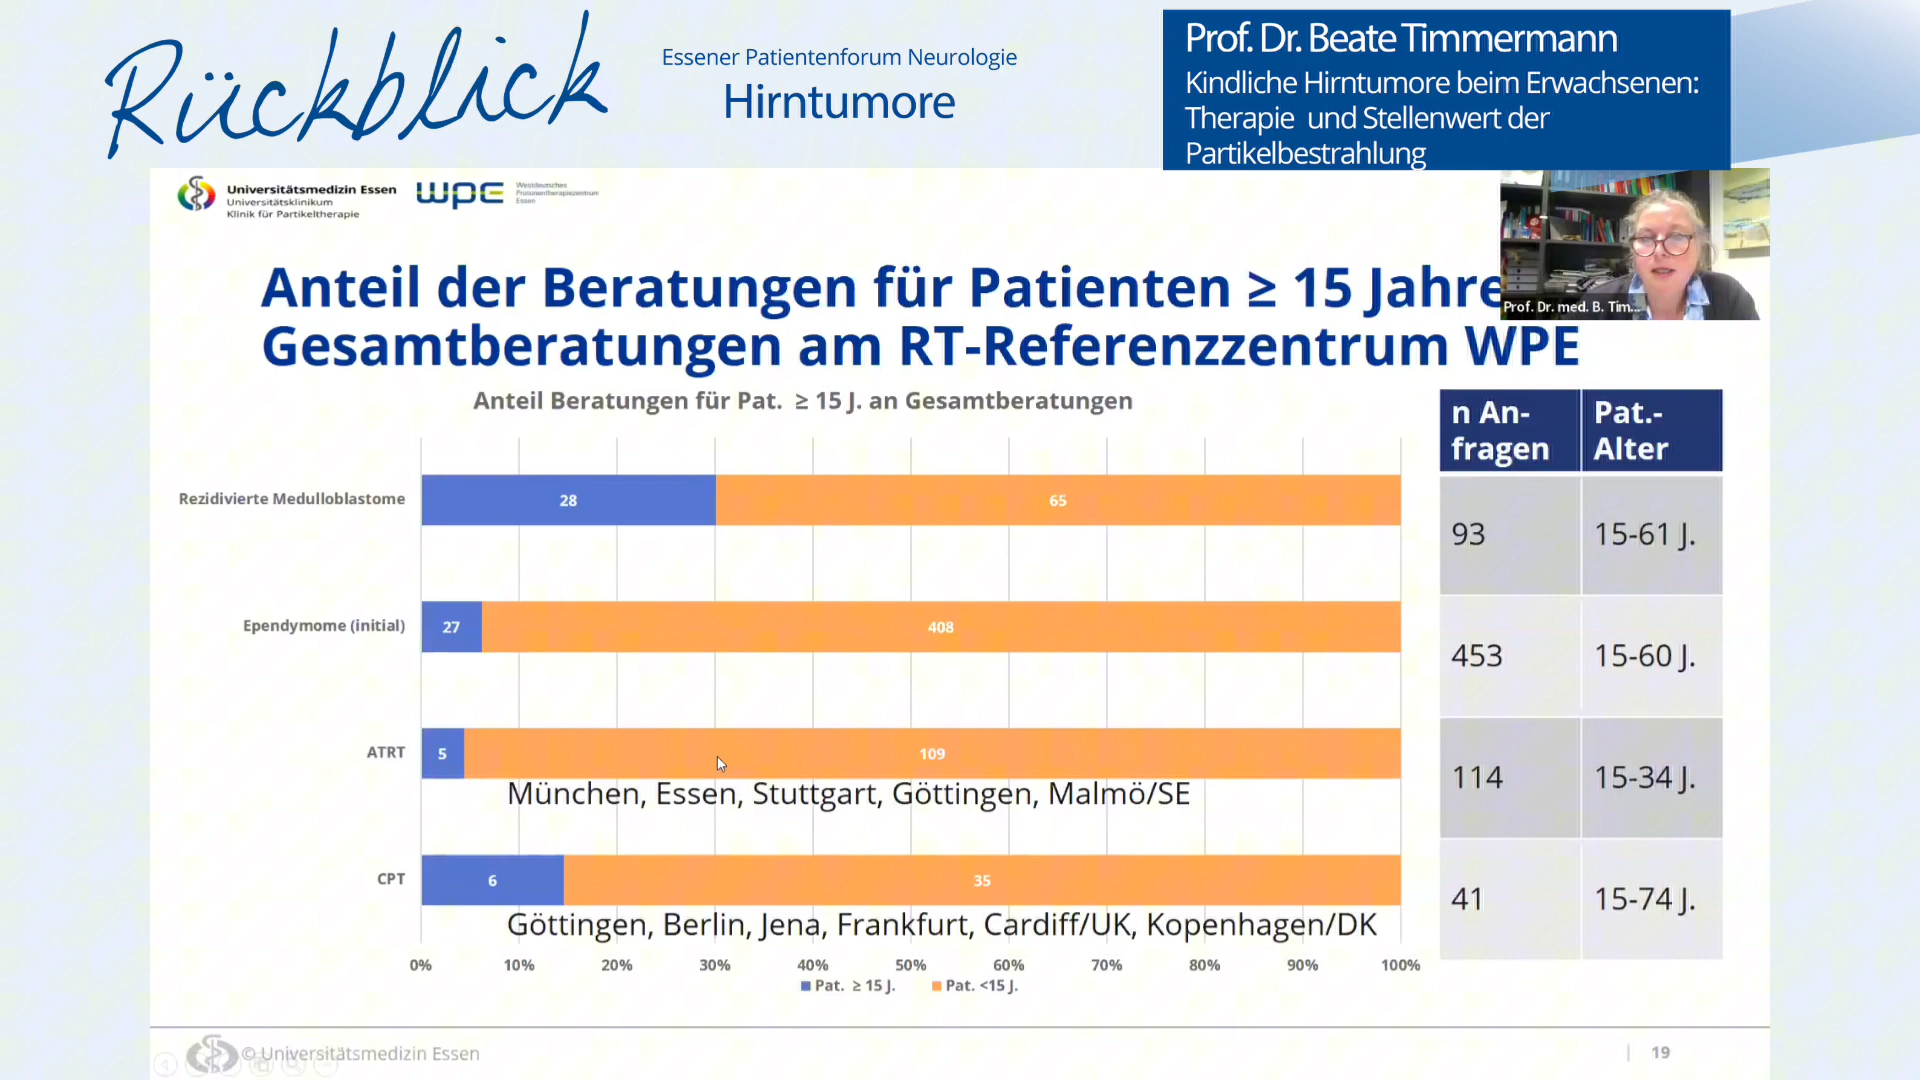 Rückblick
Essener Patientenforum Neurologie
Hirntumore
Prof. Dr. Beate Timmermann
Kindliche Hirntumore beim Erwachsenen:
Therapie und Stellenwert der
Partikelbestrahlung
Universitätsmedizin Essen
Universitätsklinikum
Klinik für Partikeltherapie
wpe
Westdeutsches
Protonentherapiezentrum
Essen
Prof. Dr. med. B. Tim...
Anteil der Beratungen für Patienten ≥ 15 Jahre
Gesamtberatungen am RT-Referenzzentrum WPE
Anteil Beratungen für Pat. ≥ 15 J. an Gesamtberatungen
Rezidivierte Medulloblastome
28
65
Ependymome (initial)
27
408
ATRT
5
109
München, Essen, Stuttgart, Göttingen, Malmö/SE
CPT
6
35
Göttingen, Berlin, Jena, Frankfurt, Cardiff/UK, Kopenhagen/DK
0% 10% 20% 30% 40% 50% 60% 70% 80% 90% 100%
Pat. ≥ 15 J. Pat. <15 J.
n An-
fragen
Pat.-
Alter
93 15-61 J.
453 15-60 J.
114 15-34 J.
41 15-74 J.
© Universitätsmedizin Essen
| 19